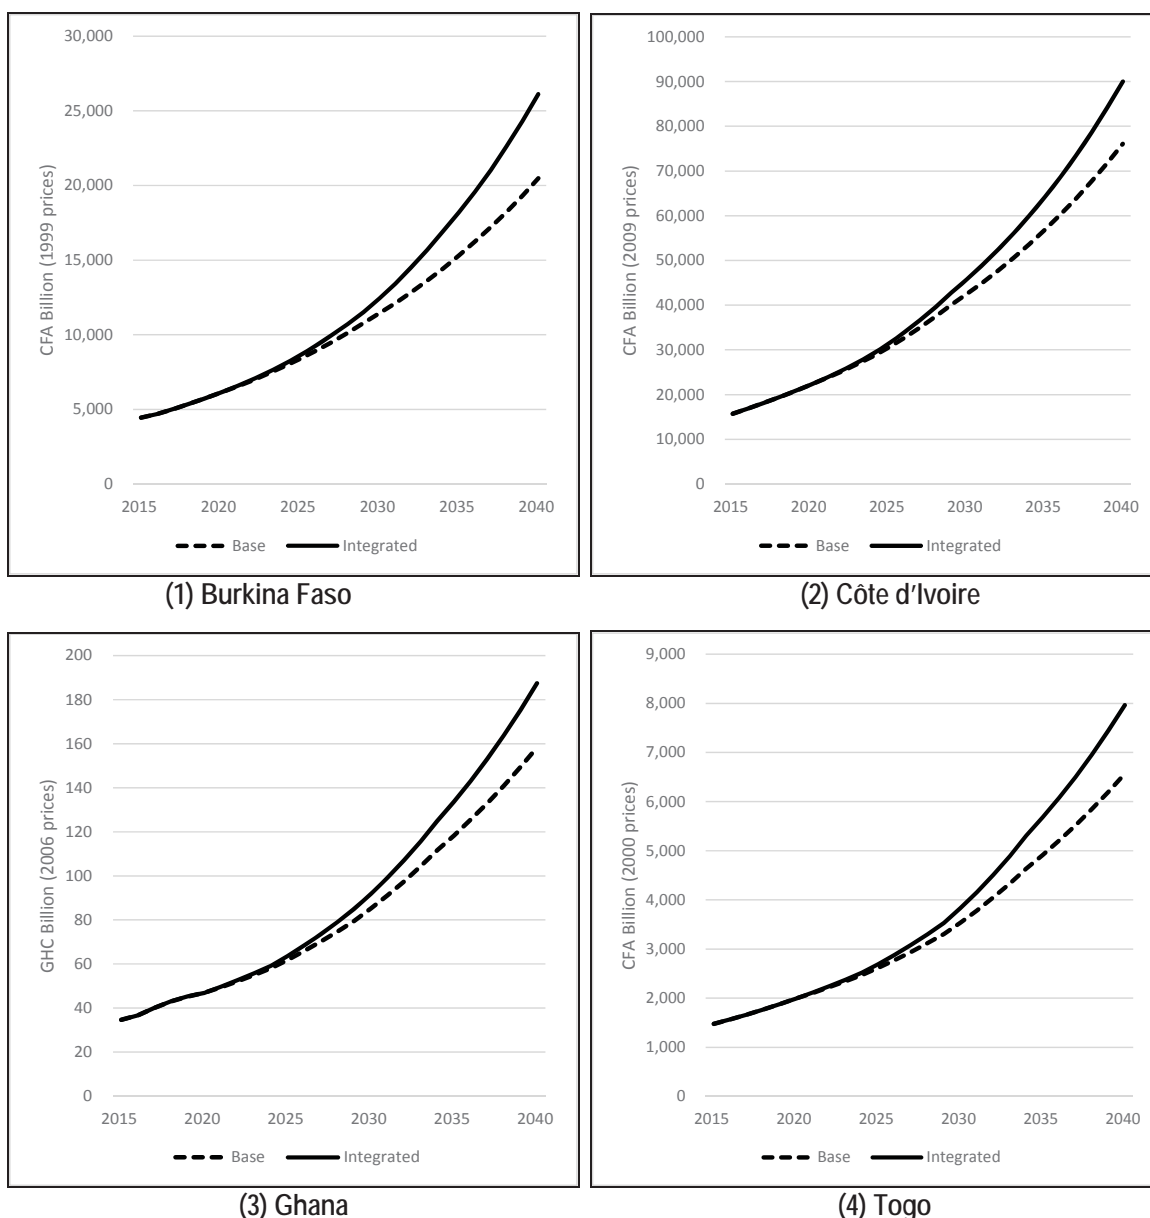 30,000
25,000
20,000
15,000
10,000
5,000
0
CFA Billion (1999 prices)
2015 2020 2025 2030 2035 2040
Base Integrated
(1) Burkina Faso
100,000
90,000
80,000
70,000
60,000
50,000
40,000
30,000
20,000
10,000
0
CFA Billion (2009 prices)
2015 2020 2025 2030 2035 2040
Base Integrated
(2) Côte d'Ivoire
200
180
160
140
120
100
80
60
40
20
0
GHC Billion (2006 prices)
2015 2020 2025 2030 2035 2040
Base Integrated
(3) Ghana
9,000
8,000
7,000
6,000
5,000
4,000
3,000
2,000
1,000
0
CFA Billion (2000 prices)
2015 2020 2025 2030 2035 2040
Base Integrated
(4) Togo